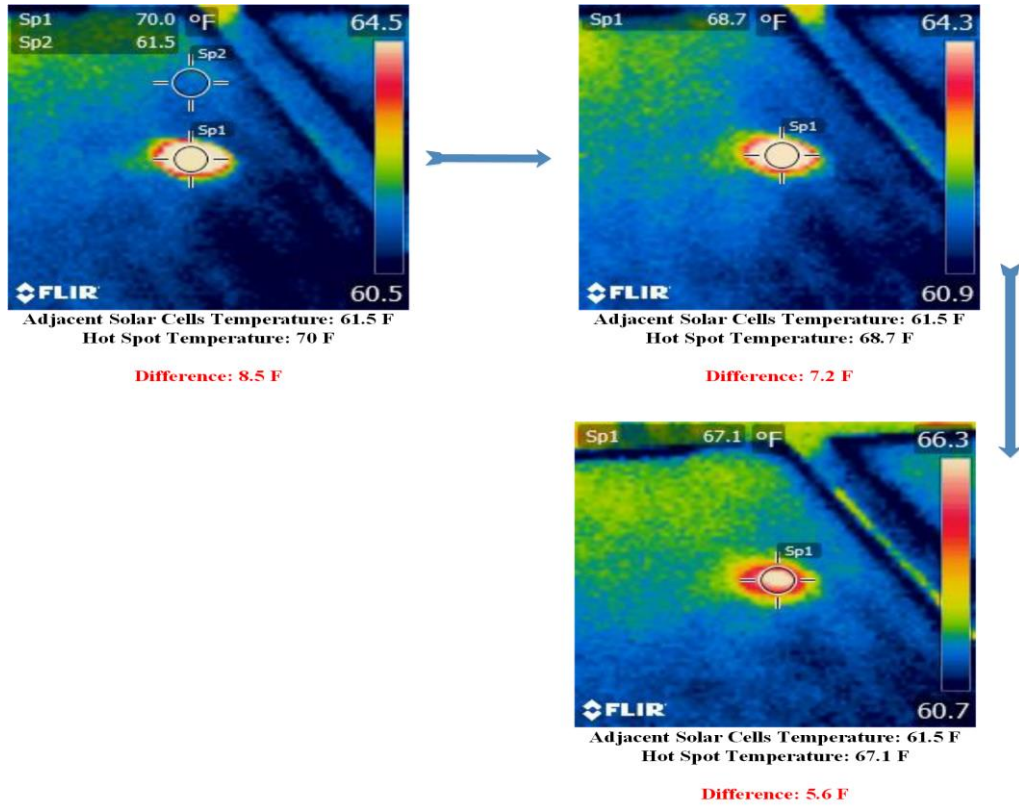 Sp1 70.0 °F 64.5
Sp2 61.5
Sp2
Sp1
FLIR 60.5
Adjacent Solar Cells Temperature: 61.5 F
Hot Spot Temperature: 70 F
Difference: 8.5 F
Sp1 68.7 °F 64.3
Sp1
FLIR 60.9
Adjacent Solar Cells Temperature: 61.5 F
Hot Spot Temperature: 68.7 F
Difference: 7.2 F
Sp1 67.1 °F 66.3
Sp1
FLIR 60.7
Adjacent Solar Cells Temperature: 61.5 F
Hot Spot Temperature: 67.1 F
Difference: 5.6 F